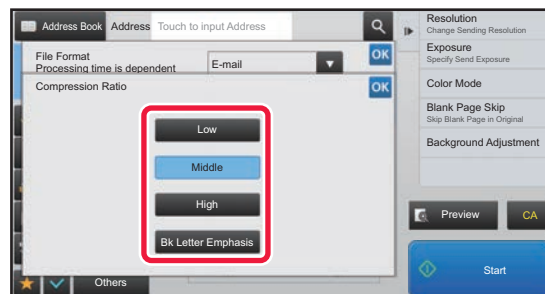 Address Book Address Touch to input Address
File Format
Processing time is dependent
E-mail
OK
Compression Ratio
OK
Low
Middle
High
Bk Letter Emphasis
Others
Resolution
Change Sending Resolution
Exposure
Specify Send Exposure
Color Mode
Blank Page Skip
Skip Blank Page in Original
Background Adjustment
Preview
CA
Start